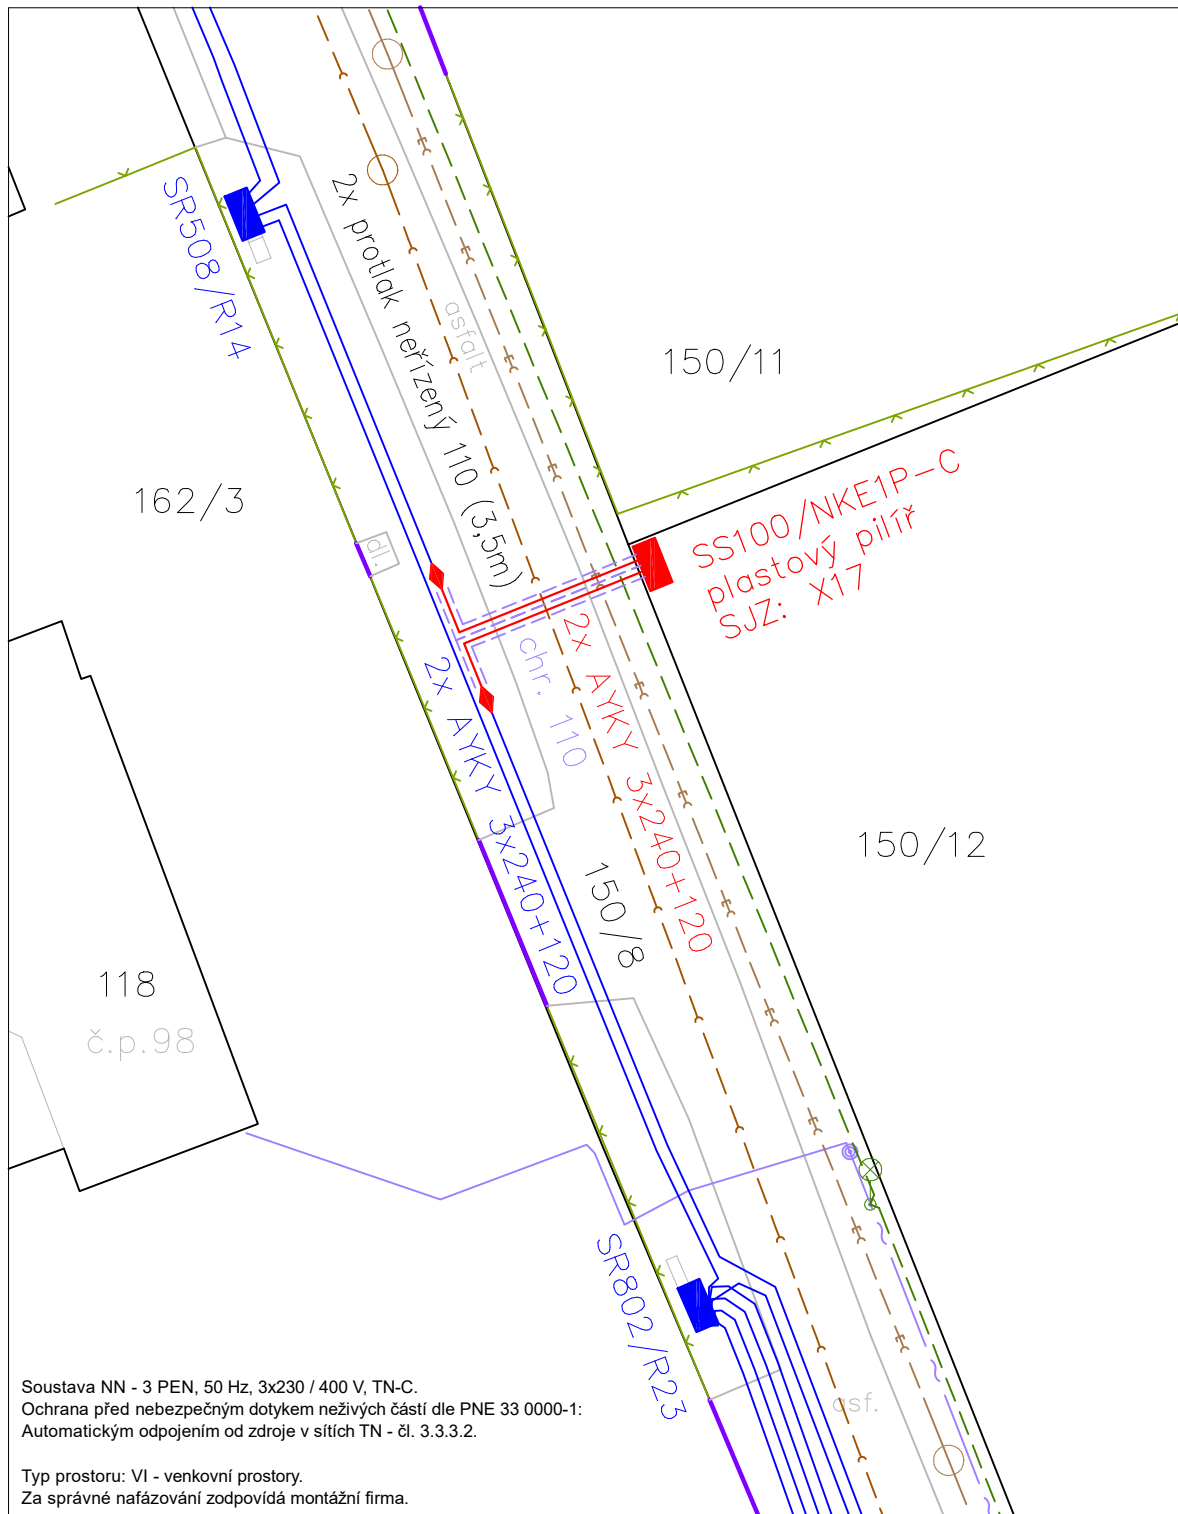 SR508/R14
2x protlak neřízený 110 (3,5m)
asfalt
150/11
162/3
SS100/NKE1P-C
plastový pilíř
SJZ: X17
dl.
chr. 110
2x AYKY 3x240+120
2x AYKY 3x240+120
150/8
150/12
118
č.p.98
SR802/R23
asf.
Soustava NN - 3 PEN, 50 Hz, 3x230 / 400 V, TN-C.
Ochrana před nebezpečným dotykem neživých částí dle PNE 33 0000-1:
Automatickým odpojením od zdroje v sítích TN - čl. 3.3.3.2.
Typ prostoru: VI - venkovní prostory.
Za správné nafázování zodpovídá montážní firma.